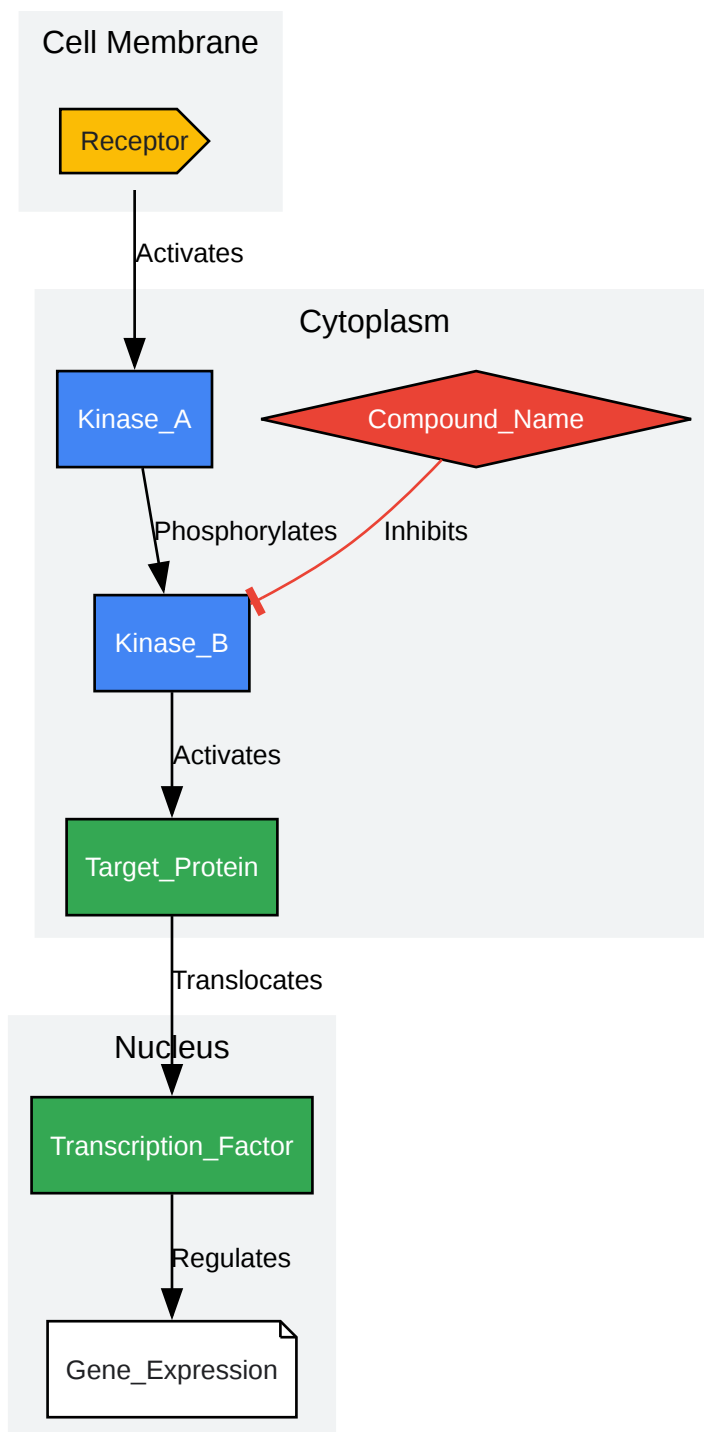 Cell Membrane
Receptor
Activates
Cytoplasm
Kinase_A
Compound_Name
Phosphorylates
Inhibits
Kinase_B
Activates
Target_Protein
Translocates
Nucleus
Transcription_Factor
Regulates
Gene_Expression